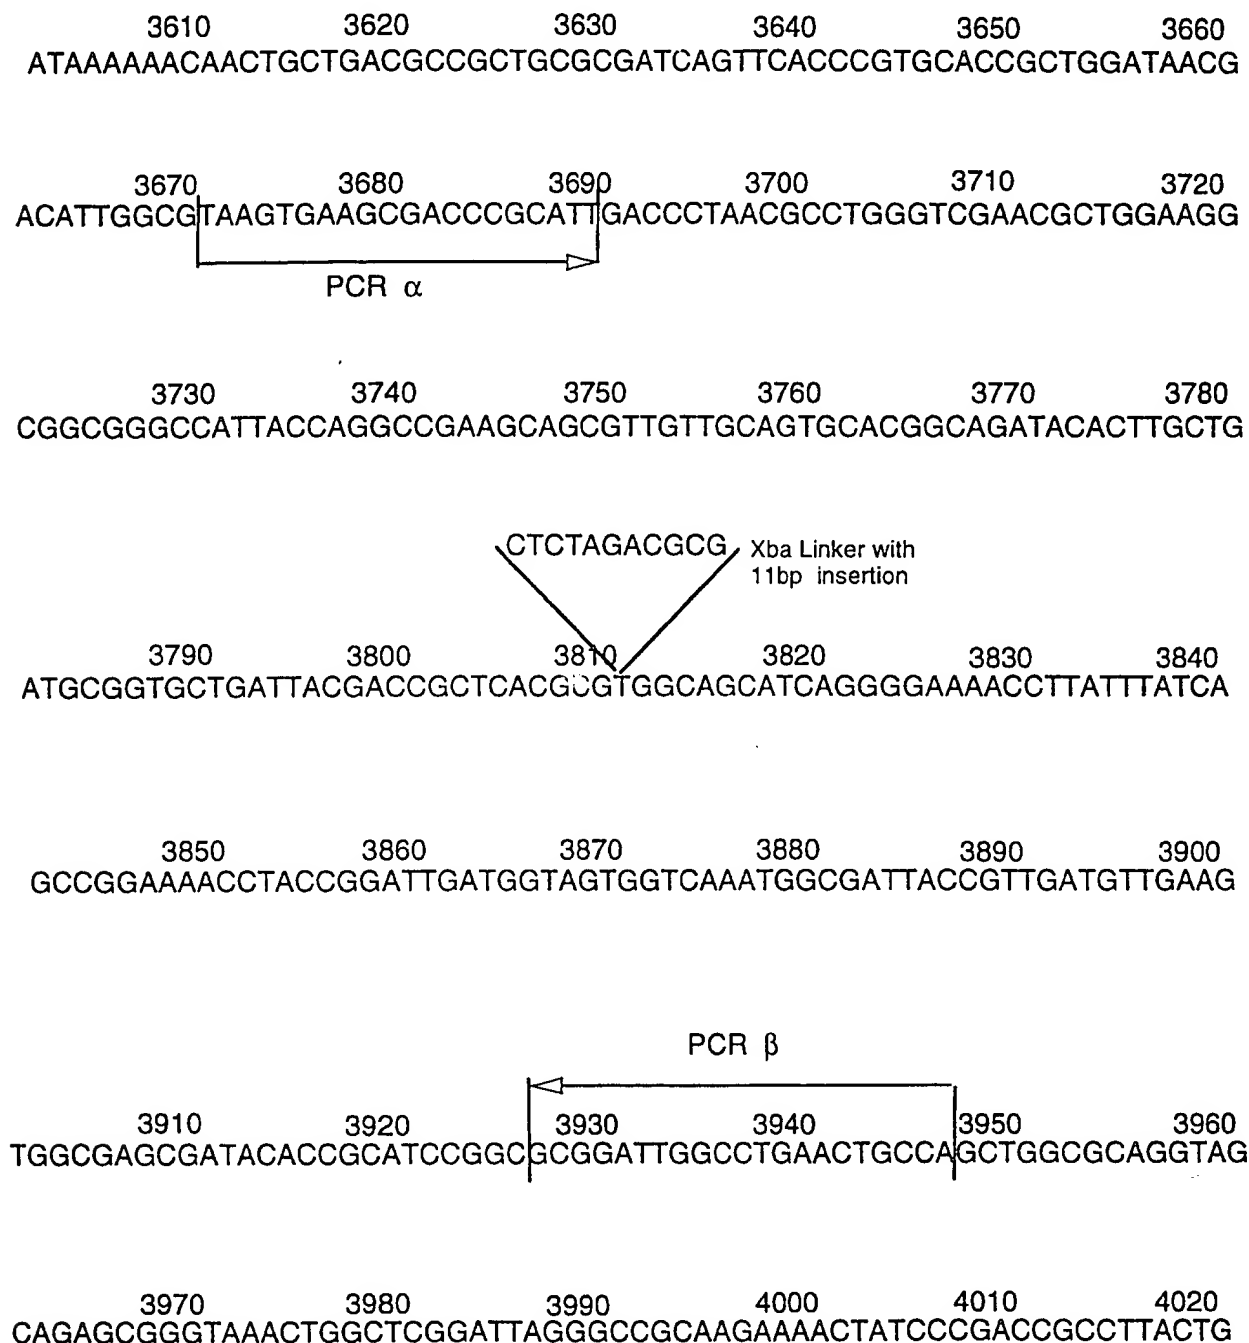 3610 3620 3630 3640 3650 3660
ATAAAAAACAACTGCTGACGCCGCTGCGCGATCAGTTCACCCGTGCACCGCTGGATAACG
3670 3680 3690 3700 3710 3720
ACATTGGCGTAAGTGAAGCGACCCGCATTGACCCTAACGCCTGGGTCGAACGCTGGAAGG
PCR α
3730 3740 3750 3760 3770 3780
CGGCGGGCCATTACCAGGCCGAAGCAGCGTTGTTGCAGTGCACGGCAGATACACTTGCTG
CTCTAGACGCG Xba Linker with
11bp insertion
3790 3800 3810 3820 3830 3840
ATGCGGTGCTGATTACGACCGCTCACGCGTGGCAGCATCAGGGGAAAACCTTATTTATCA
3850 3860 3870 3880 3890 3900
GCCGGAAAACCTACCGGATTGATGGTAGTGGTCAAATGGCGATTACCGTTGATGTTGAAG
PCR β
3910 3920 3930 3940 3950 3960
TGGCGAGCGATACACCGCATCCGGCGCGGATTGGCCTGAACTGCCAGCTGGCGCAGGTAG
3970 3980 3990 4000 4010 4020
CAGAGCGGGTAAACTGGCTCGGATTAGGGCCGCAAGAAAACTATCCCGACCGCCTTACTG